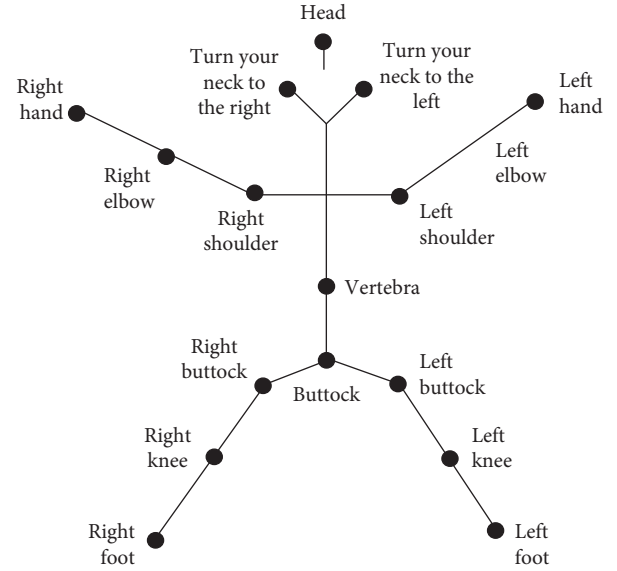 Head
Turn your
neck to
the right
Turn your
neck to the
left
Right
hand
Left
hand
Right
elbow
Left
elbow
Right
shoulder
Left
shoulder
Vertebra
Right
buttock
Buttock
Left
buttock
Right
knee
Left
knee
Right
foot
Left
foot